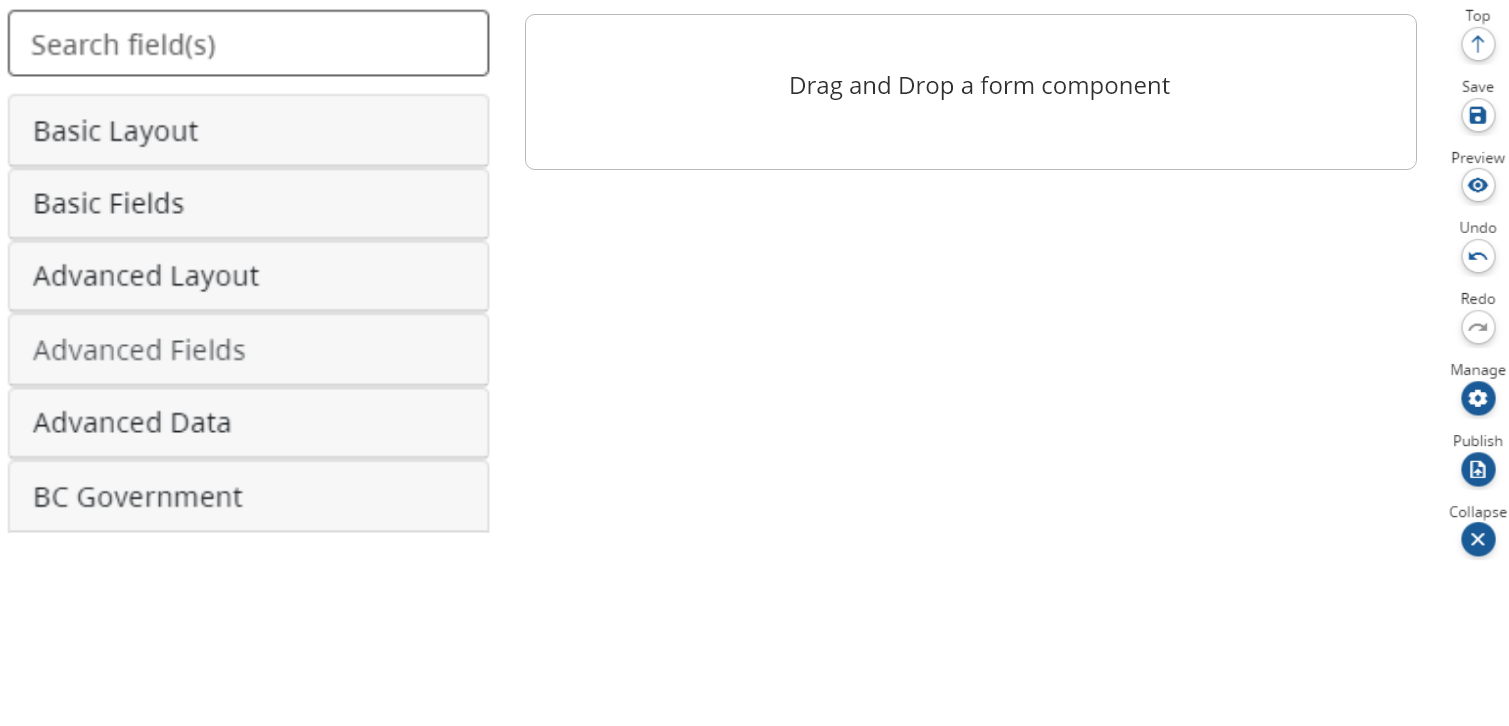 Search field(s)
Basic Layout
Basic Fields
Advanced Layout
Advanced Fields
Advanced Data
BC Government
Drag and Drop a form component
Top
Save
Preview
Undo
Redo
Manage
Publish
Collapse